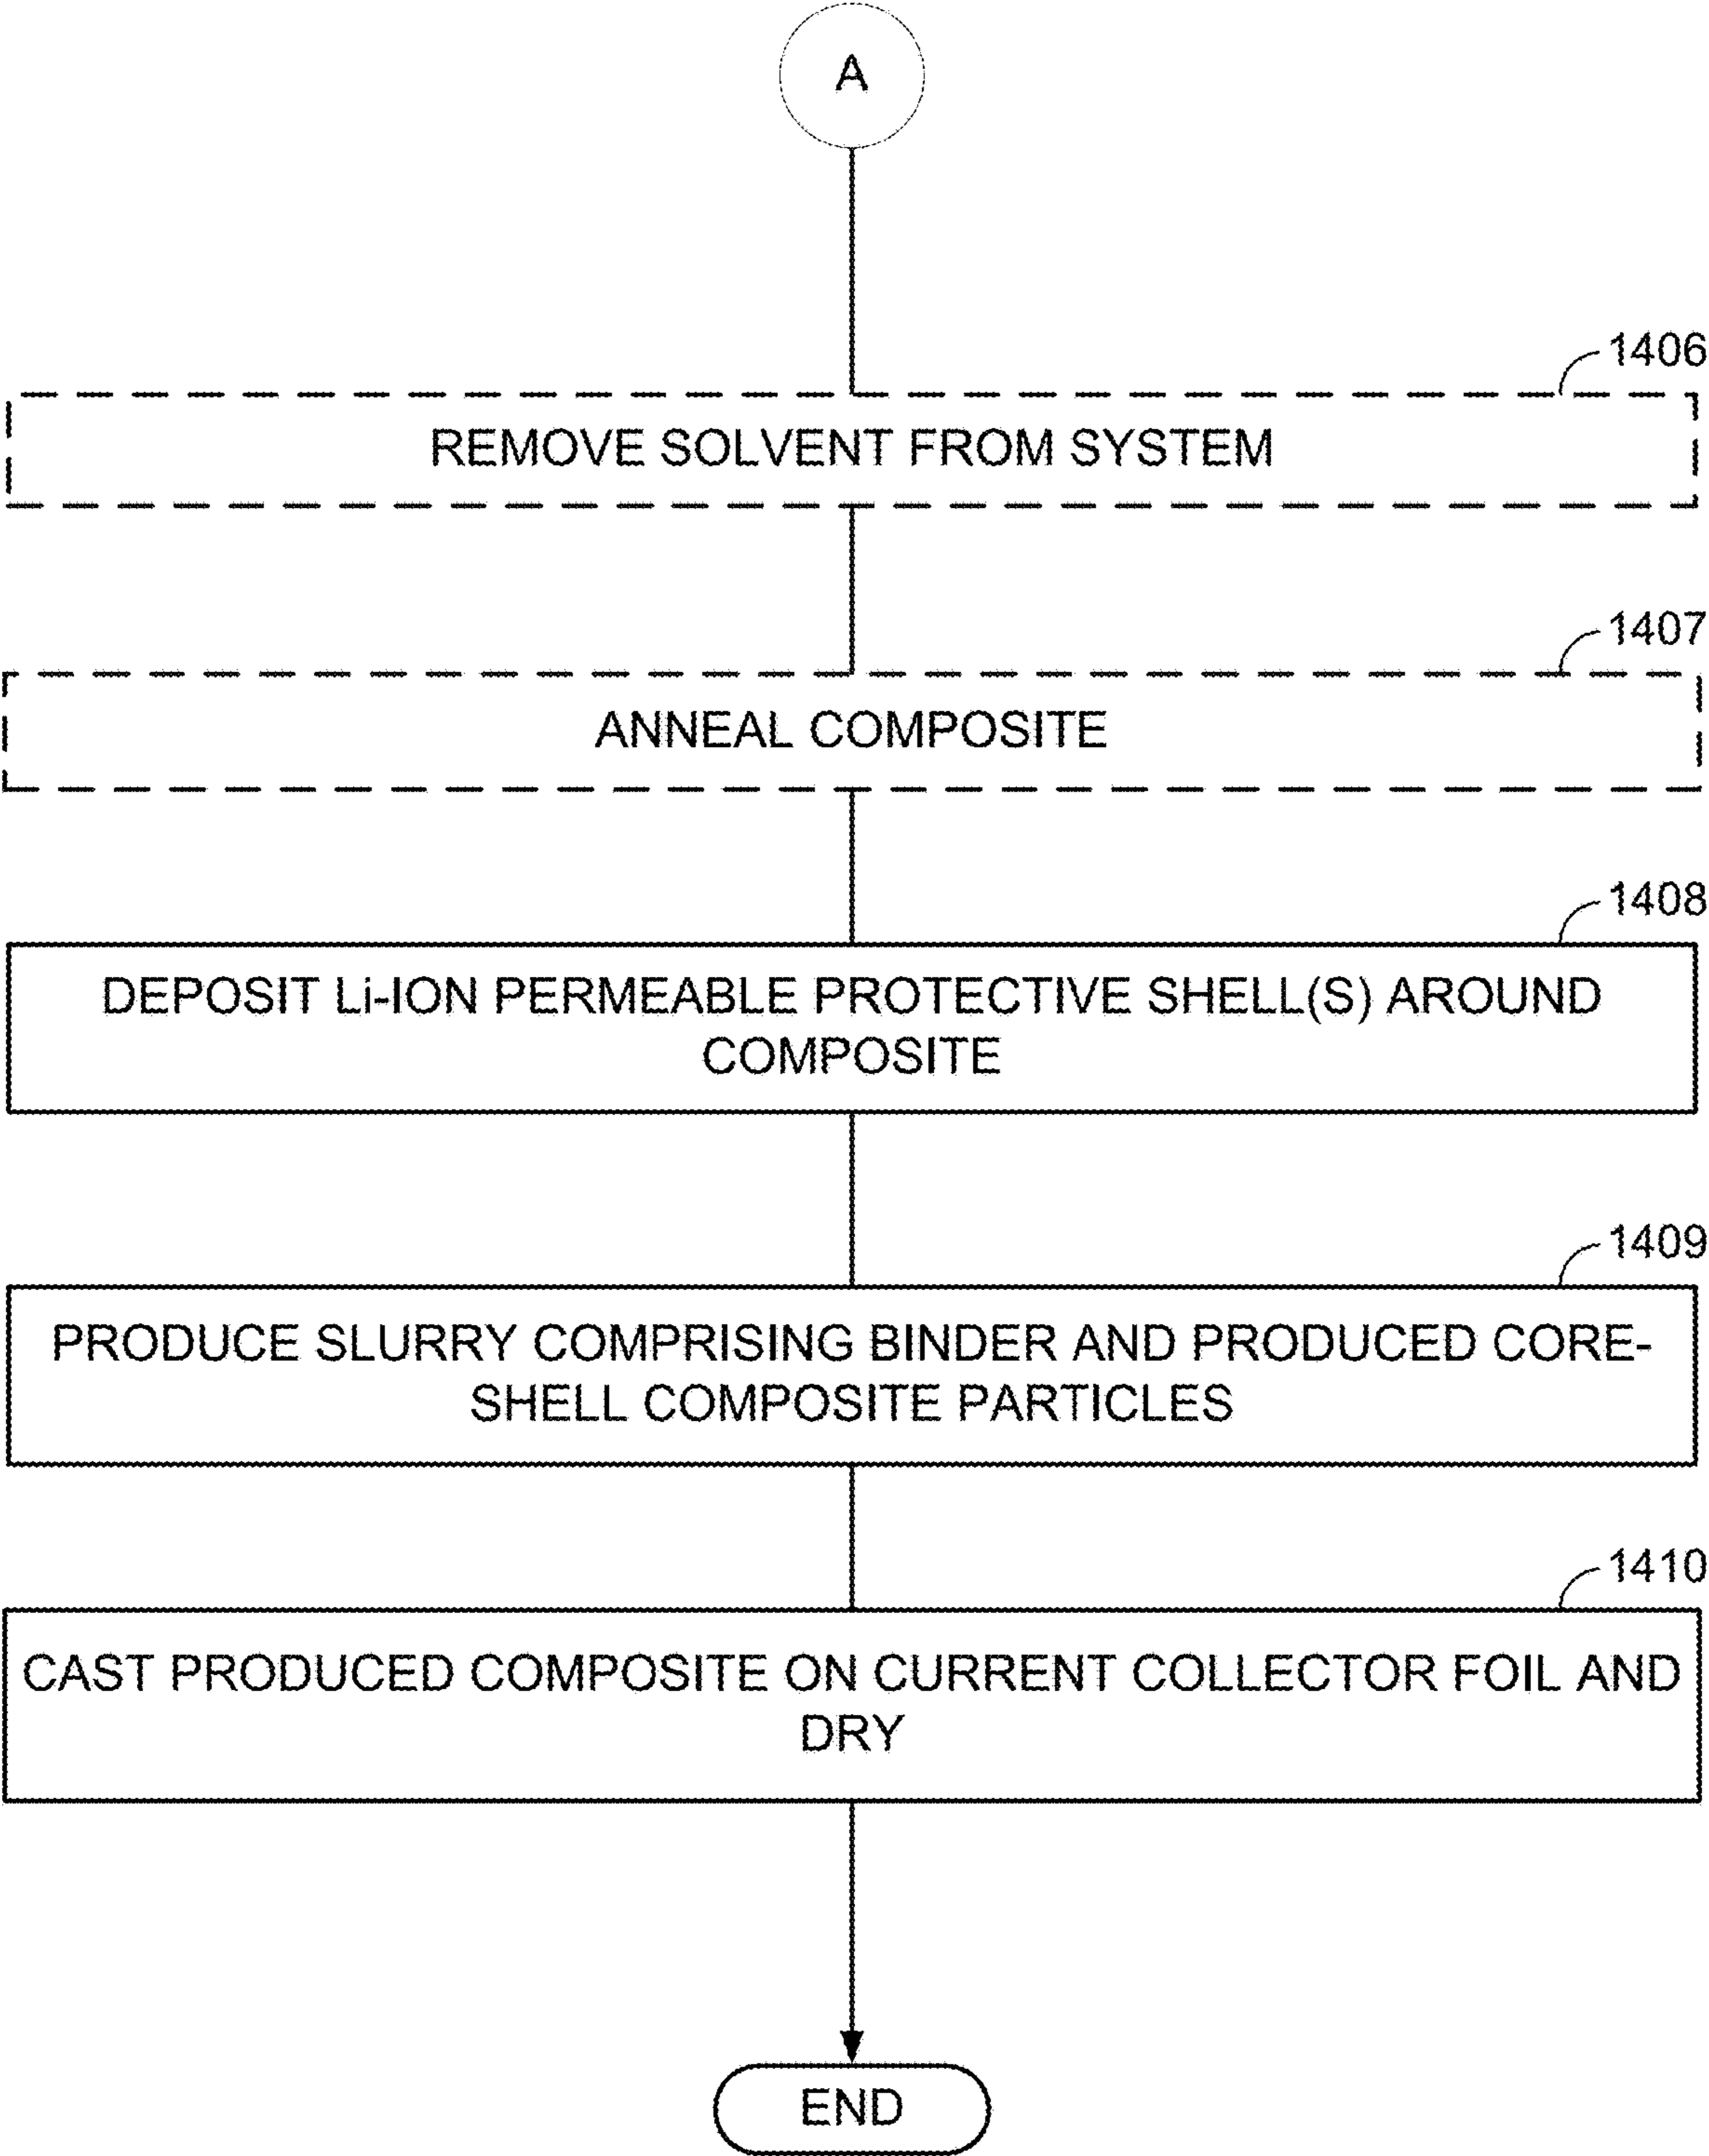 A
1406
REMOVE SOLVENT FROM SYSTEM
1407
ANNEAL COMPOSITE
1408
DEPOSIT Li-ION PERMEABLE PROTECTIVE SHELL(S) AROUND
COMPOSITE
1409
PRODUCE SLURRY COMPRISING BINDER AND PRODUCED CORE-
SHELL COMPOSITE PARTICLES
1410
CAST PRODUCED COMPOSITE ON CURRENT COLLECTOR FOIL AND
DRY
END